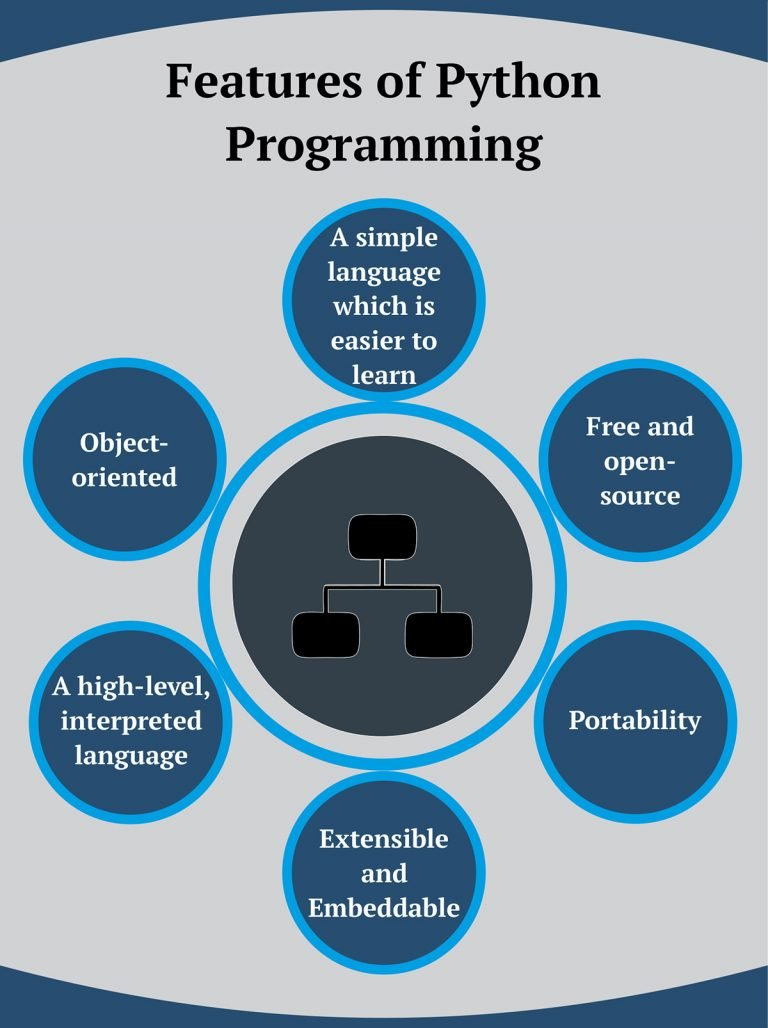 Features of Python
Programming
A simple
language
which is
easier to
learn
Free and
open-
source
Portability
Extensible
and
Embeddable
A high-level,
interpreted
language
Object-
oriented